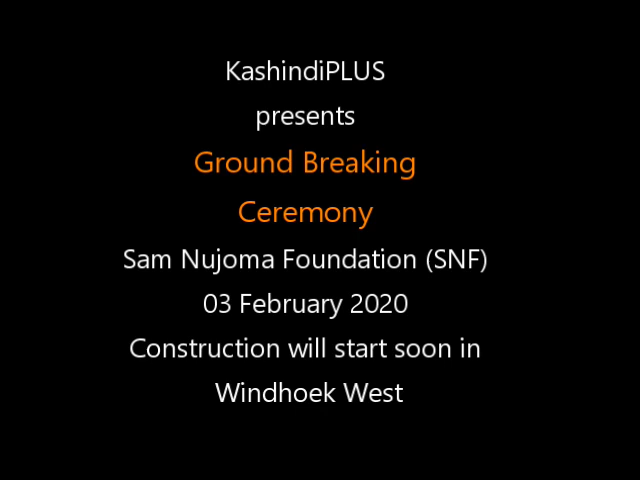 KashindiPLUS
presents
Ground Breaking
Ceremony
Sam Nujoma Foundation (SNF)
03 February 2020
Construction will start soon in
Windhoek West